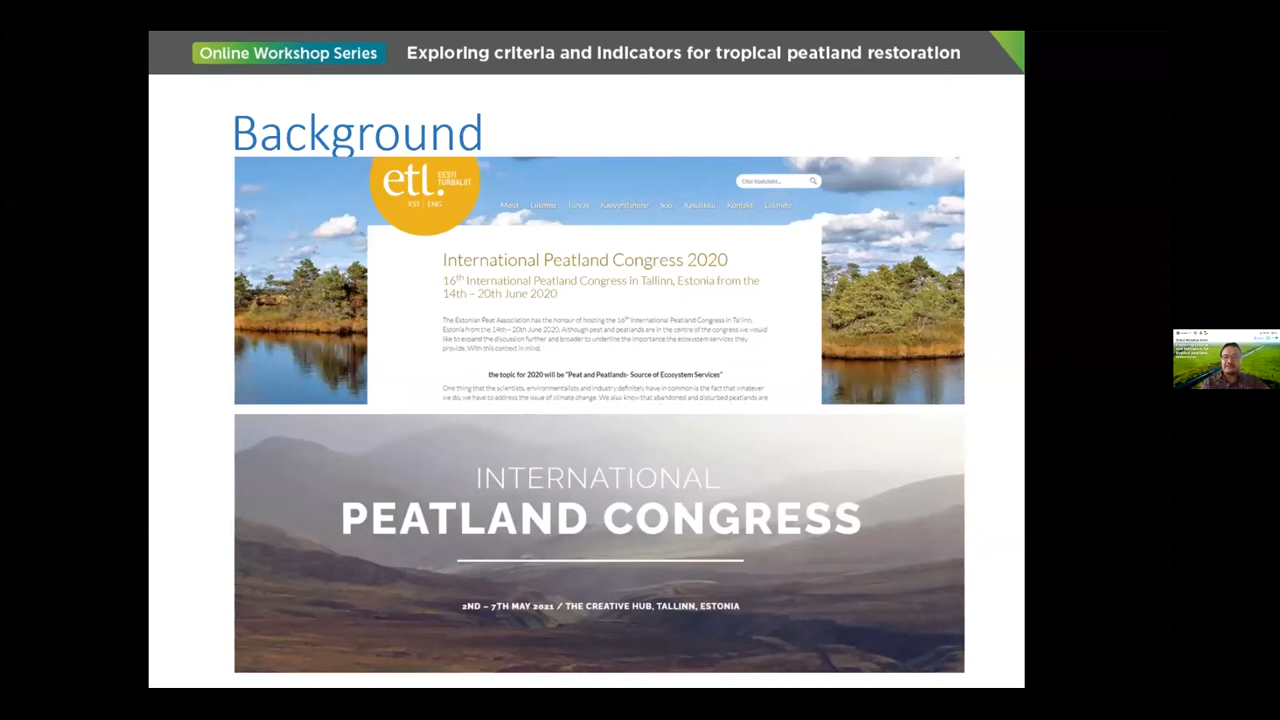 Online Workshop Series Exploring criteria and indicators for tropical peatland restoration
Background
etl. EESTI TURBALIIT
EST | ENG
Meist Liikmed Turvas Kaevandamine Soo Kasulikku Kontakt
International Peatland Congress 2020
16th International Peatland Congress in Tallinn, Estonia from the
14th – 20th June 2020
The Estonian Peat Association has the honour of hosting the 16th International Peatland Congress in Tallinn,
Estonia from the 14th– 20th June 2020. Although peat and peatlands are in the centre of the congress we would
like to expand the discussion further and broader to underline the importance the ecosystem services they
provide. With this context in mind,
the topic for 2020 will be "Peat and Peatlands- Source of Ecosystem Services"
One thing that the scientists, environmentalists and industry definitely have in common is the fact that whatever
we do, we have to address the issue of climate change. We also know that abandoned and disturbed peatlands are
INTERNATIONAL
PEATLAND CONGRESS
2ND – 7TH MAY 2021 / THE CREATIVE HUB, TALLINN, ESTONIA